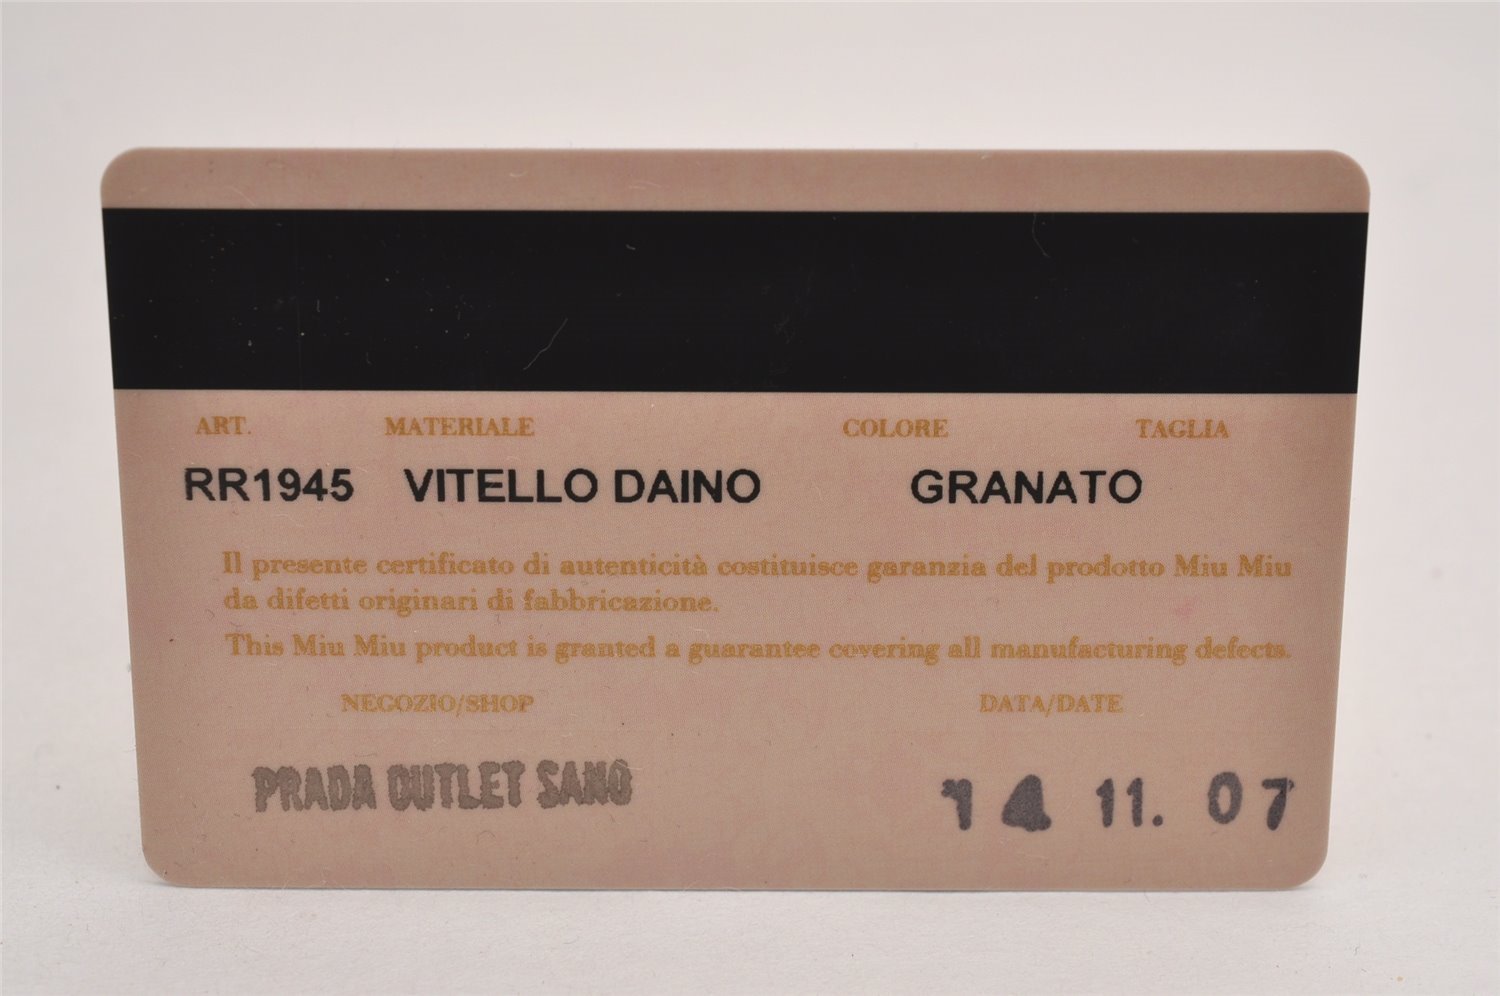 ART. MATERIALE COLORE TAGLIA
RR1945 VITELLO DAINO GRANATO
Il presente certificato di autenticità costituisce garanzia del prodotto Miu Miu
da difetti originari di fabbricazione.
This Miu Miu product is granted a guarantee covering all manufacturing defects.
NEGOZIO/SHOP DATA/DATE
PRADA OUTLET SANO 14 11. 07